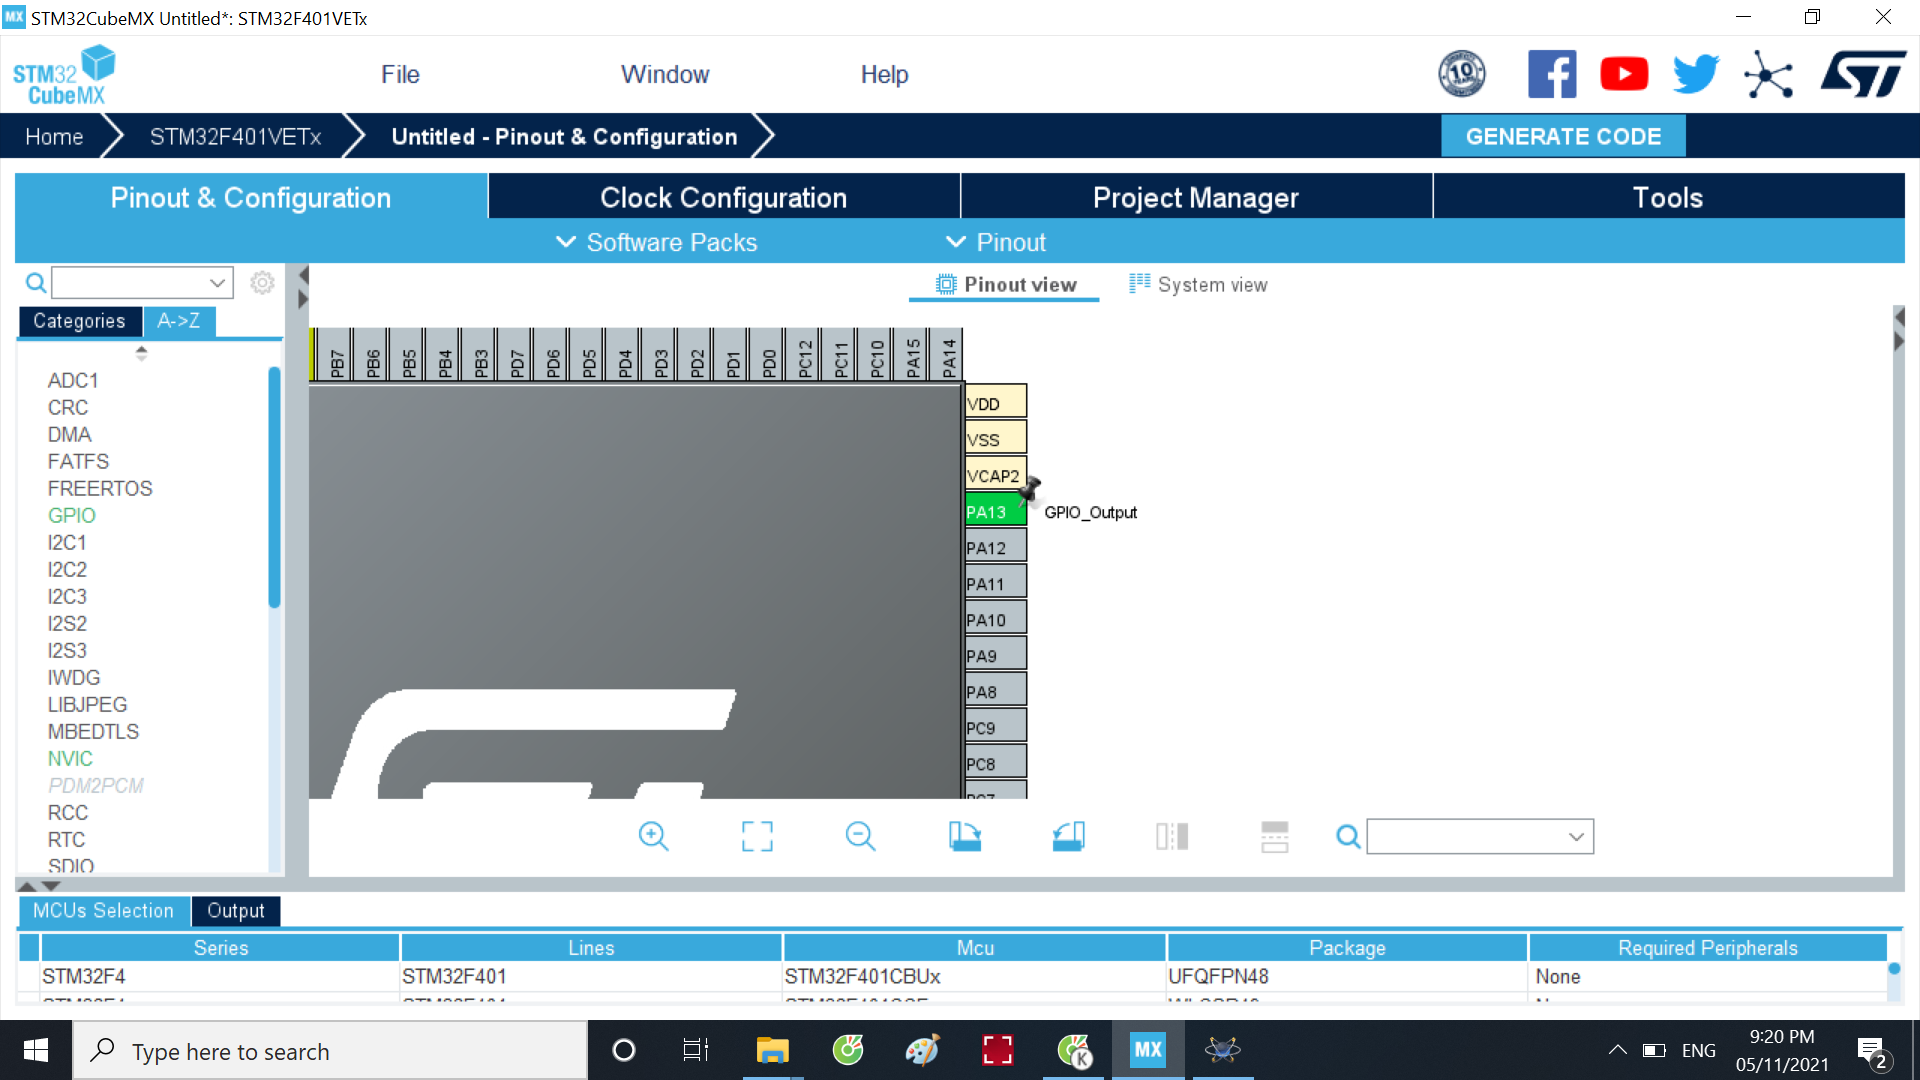 MX STM32CubeMX Untitled*: STM32F401VETx
STM32
CubeMX
File
Window
Help
10
Home
STM32F401VETx
Untitled - Pinout & Configuration
GENERATE CODE
Pinout & Configuration
Clock Configuration
Project Manager
Tools
Software Packs
Pinout
Pinout view
System view
Categories
A->Z
ADC1
CRC
DMA
FATFS
FREERTOS
GPIO
I2C1
I2C2
I2C3
I2S2
I2S3
IWDG
LIBJPEG
MBEDTLS
NVIC
PDM2PCM
RCC
RTC
SDIO
PB7
PB6
PB5
PB4
PB3
PD7
PD6
PD5
PD4
PD3
PD2
PD1
PD0
PC12
PC11
PC10
PA15
PA14
VDD
VSS
VCAP2
PA13
GPIO_Output
PA12
PA11
PA10
PA9
PA8
PC9
PC8
MCUs Selection
Output
Series Lines Mcu Package Required Peripherals
STM32F4 STM32F401 STM32F401CBUx UFQFPN48 None
Type here to search
K
MX
ENG
9:20 PM
05/11/2021
2